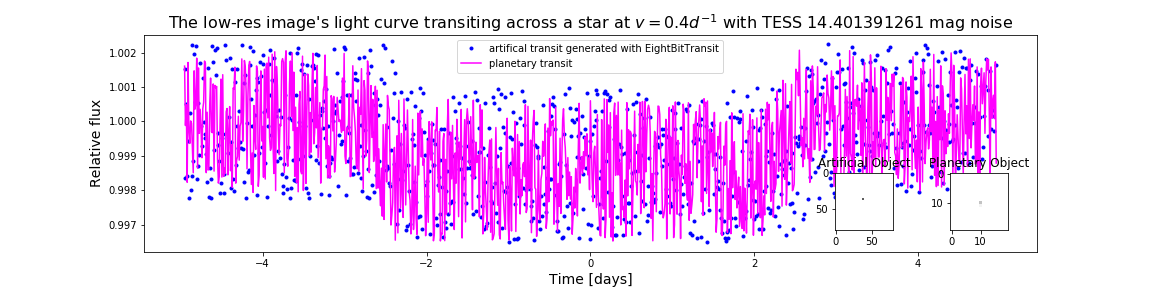 The low-res image's light curve transiting across a star at v = 0.4d⁻¹ with TESS 14.401391261 mag noise
artifical transit generated with EightBitTransit
planetary transit
Relative flux
1.002
1.001
1.000
0.999
0.998
0.997
Artificial Object
0
50
0 50
Planetary Object
0
10
0 10
−4 −2 0 2 4
Time [days]